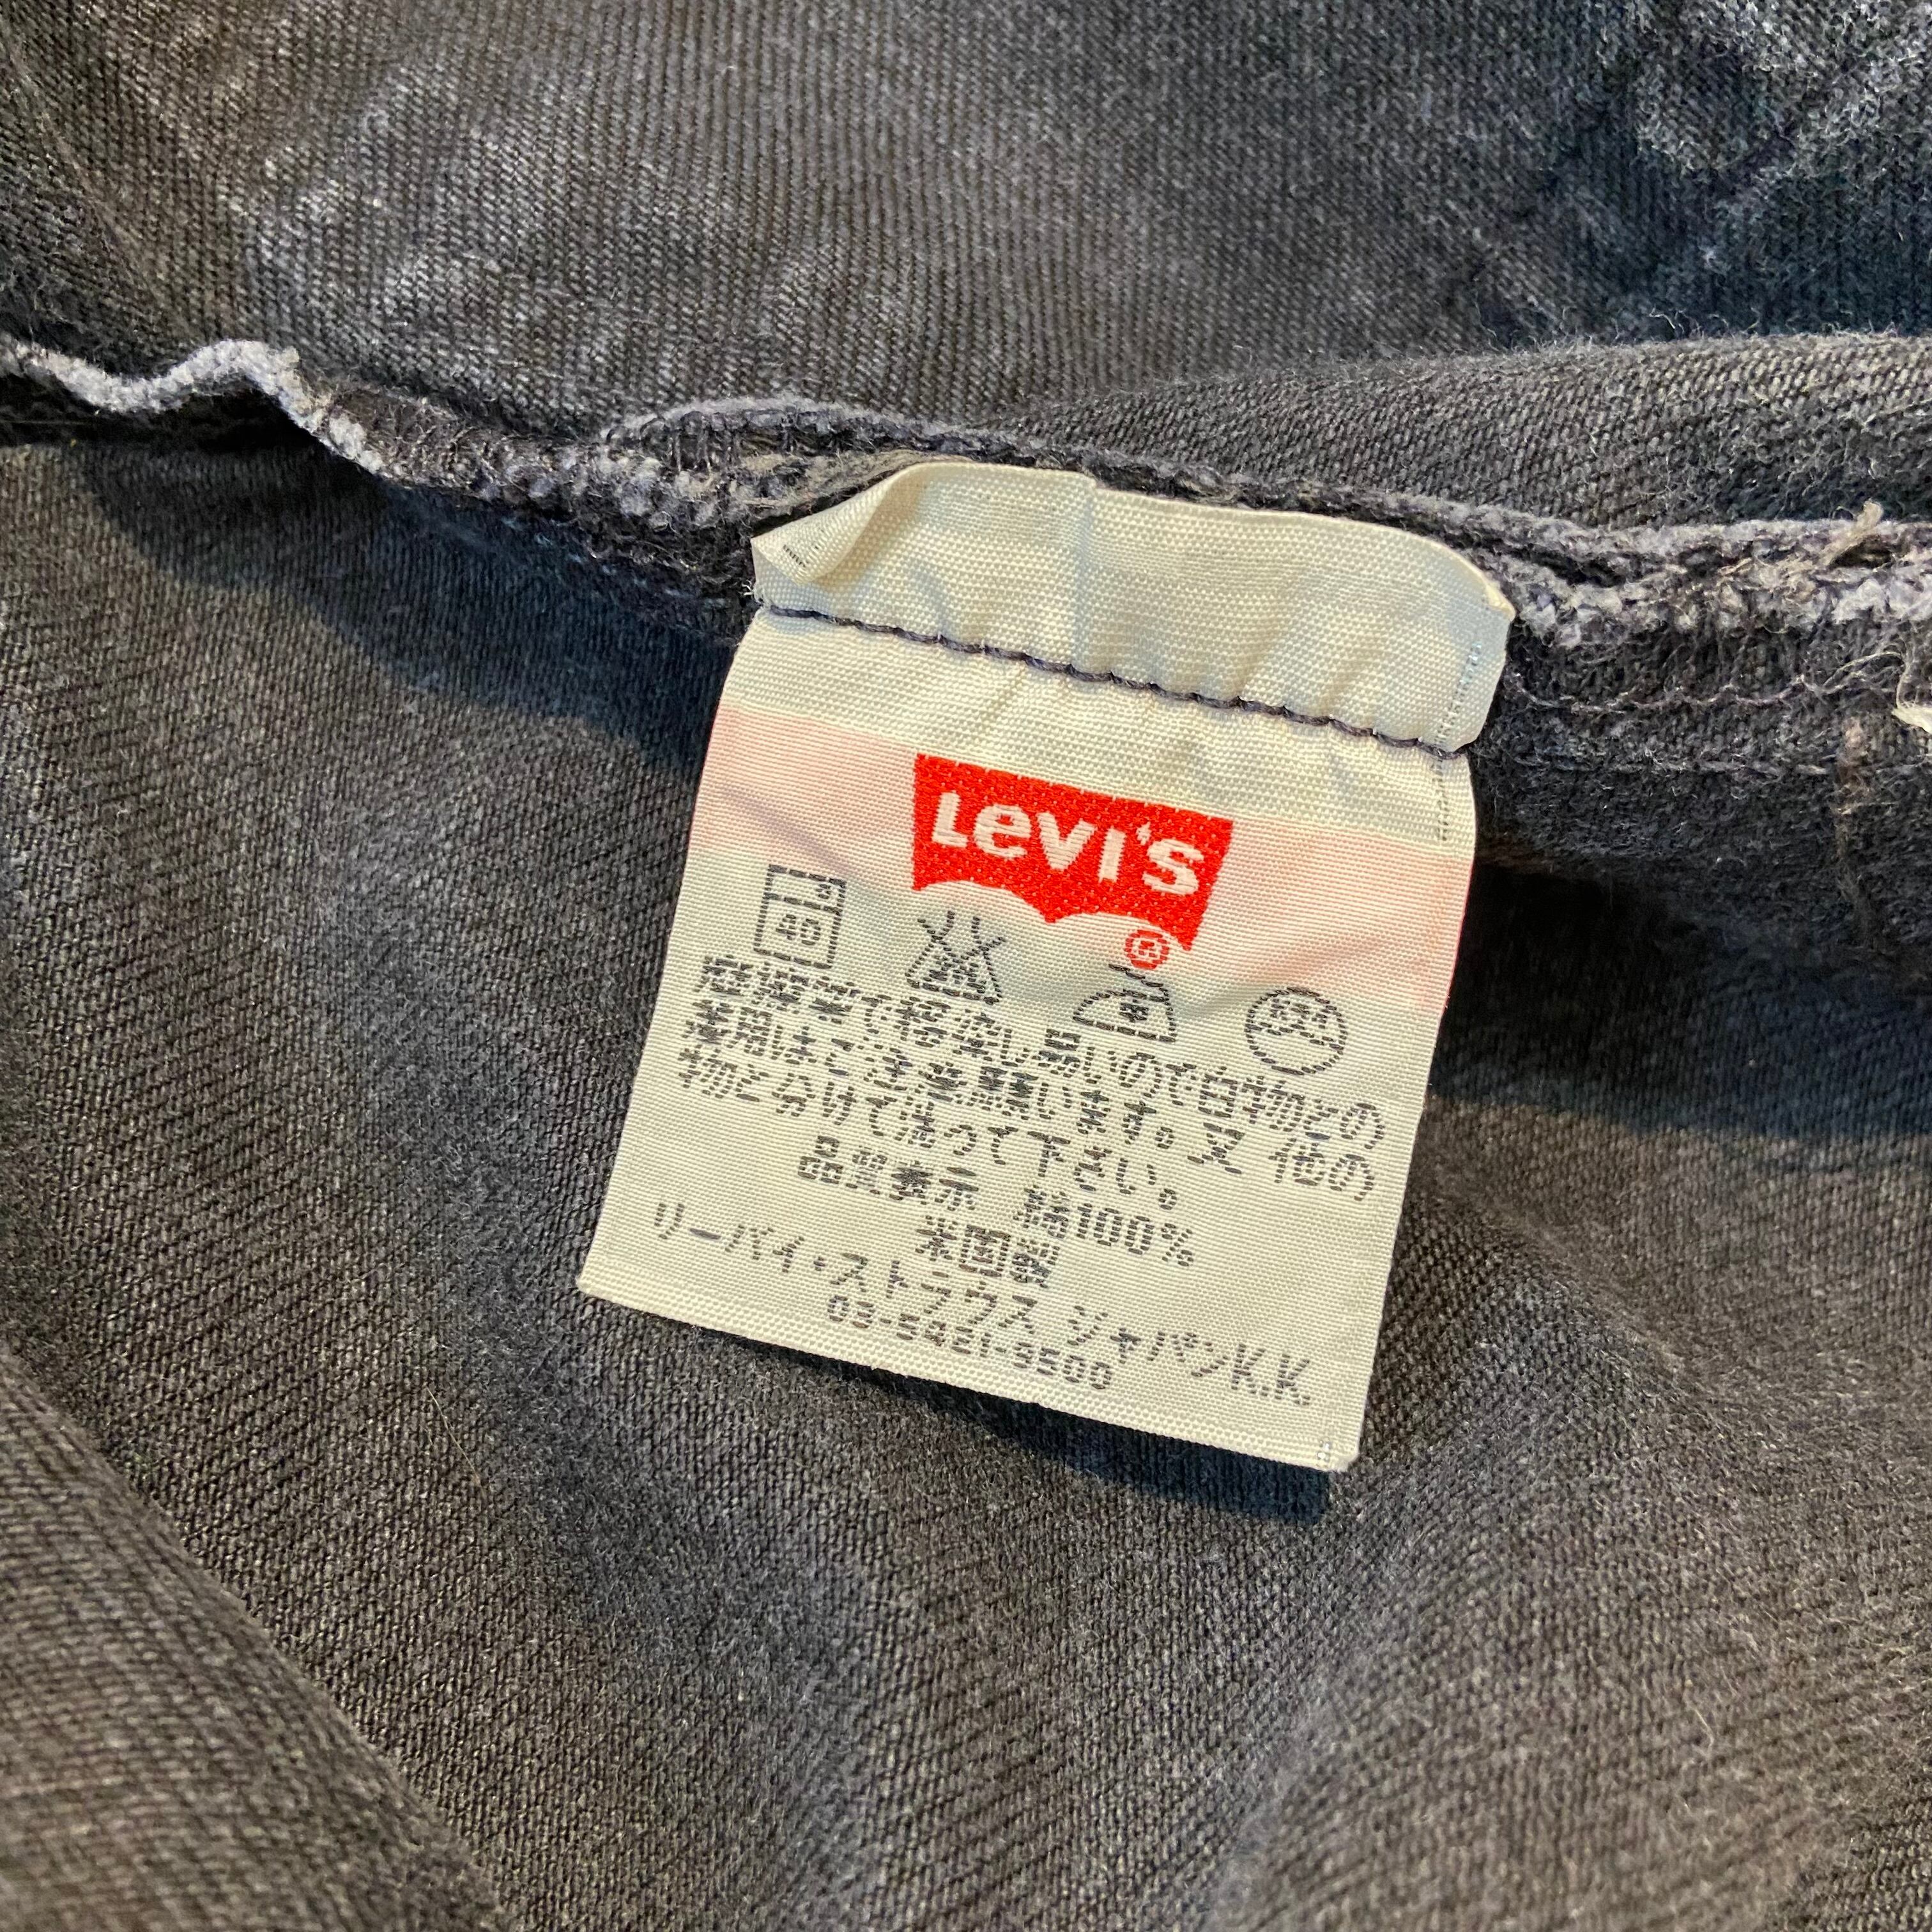 Levi's
®
40
湿摩擦で移染し易いので白物との
着用はご注意願います。又 他の
物と分けて洗って下さい。
品質表示 綿100%
米国製
リーバイ・ストラウス ジャパンK.K.
03-5421-9500